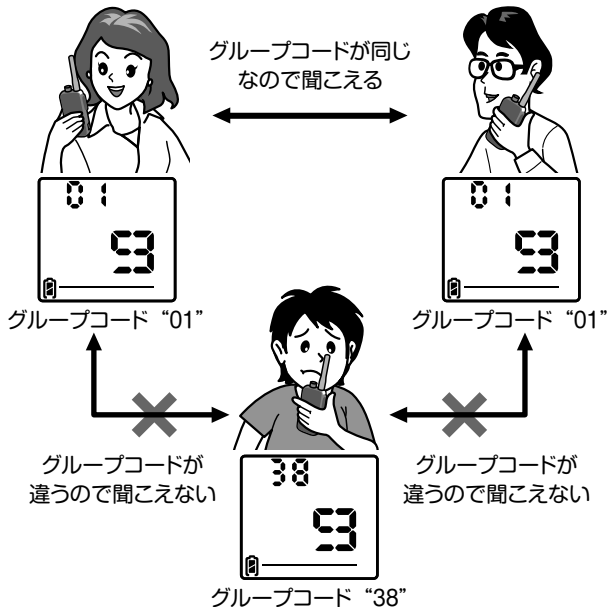 グループコードが同じ
なので聞こえる
01
01
グループコード “01”
グループコード “01”
グループコードが
違うので聞こえない
グループコードが
違うので聞こえない
38
グループコード “38”